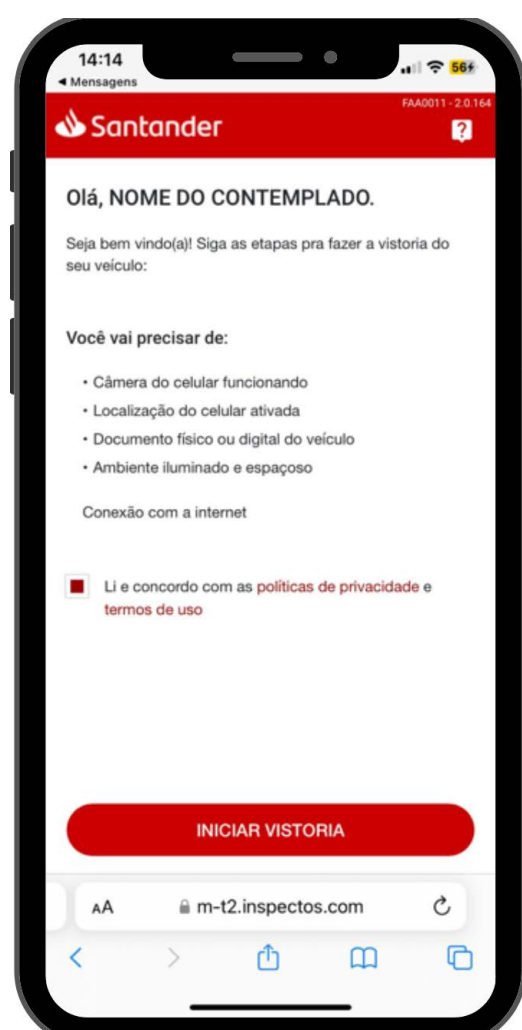 14:14
56
◀ Mensagens
FAA0011 - 2.0.164
Santander
?
Olá, NOME DO CONTEMPLADO.
Seja bem vindo(a)! Siga as etapas pra fazer a vistoria do
seu veículo:
Você vai precisar de:
• Câmera do celular funcionando
• Localização do celular ativada
• Documento físico ou digital do veículo
• Ambiente iluminado e espaçoso
Conexão com a internet
Li e concordo com as políticas de privacidade e
termos de uso
INICIAR VISTORIA
AA m-t2.inspectos.com